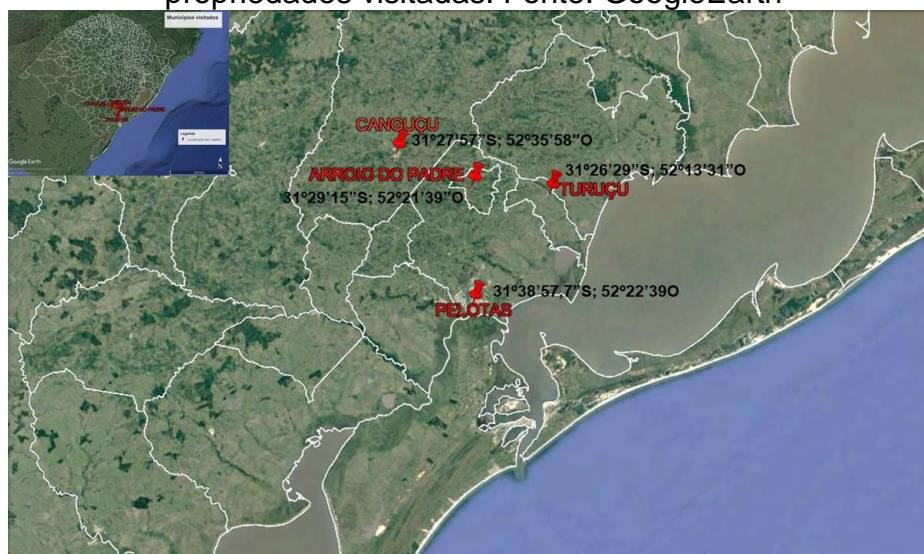 propriedados visitadas. Fonte: GoogleEarth
Municípios visitados
Legenda
Google Earth
N
CANGUÇU
31º27’57”S; 52º35’58”O
ARROIO DO PADRE
31º26’29”S; 52º13’31”O
TURUÇU
31º29’15”S; 52º21’39”O
31º38’57,7”S; 52º22’39O
PELOTAS